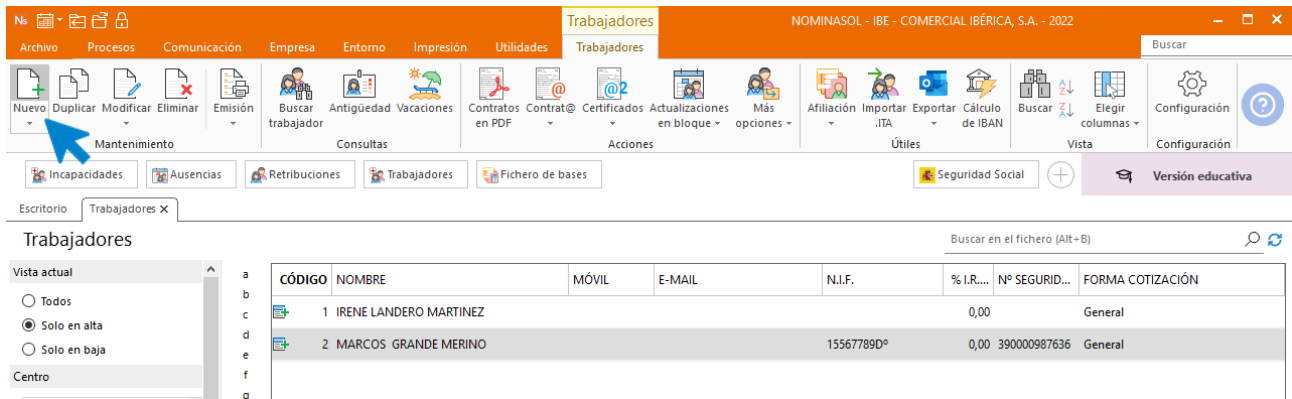 Ns Trabajadores NOMINASOL - IBE - COMERCIAL IBÉRICA, S.A. - 2022
Archivo Procesos Comunicación Empresa Entorno Impresión Utilidades Trabajadores Buscar
Nuevo Duplicar Modificar Eliminar Emisión Buscar Antigüedad Vacaciones Contratos Contrat@ Certificados Actualizaciones Más Afiliación Importar Exportar Cálculo Buscar Elegir Configuración
trabajador en PDF en bloque opciones .ITA de IBAN columnas
Mantenimiento Consultas Acciones Útiles Vista Configuración
Incapacidades Ausencias Retribuciones Trabajadores Fichero de bases Seguridad Social Versión educativa
Escritorio Trabajadores
Trabajadores Buscar en el fichero (Alt+B)
Vista actual
Todos
Solo en alta
Solo en baja
Centro
a
b
c
d
e
f
g
CÓDIGO NOMBRE MÓVIL E-MAIL N.I.F. % I.R.... Nº SEGURID... FORMA COTIZACIÓN
1 IRENE LANDERO MARTINEZ 0,00 General
2 MARCOS GRANDE MERINO 15567789Dº 0,00 390000987636 General